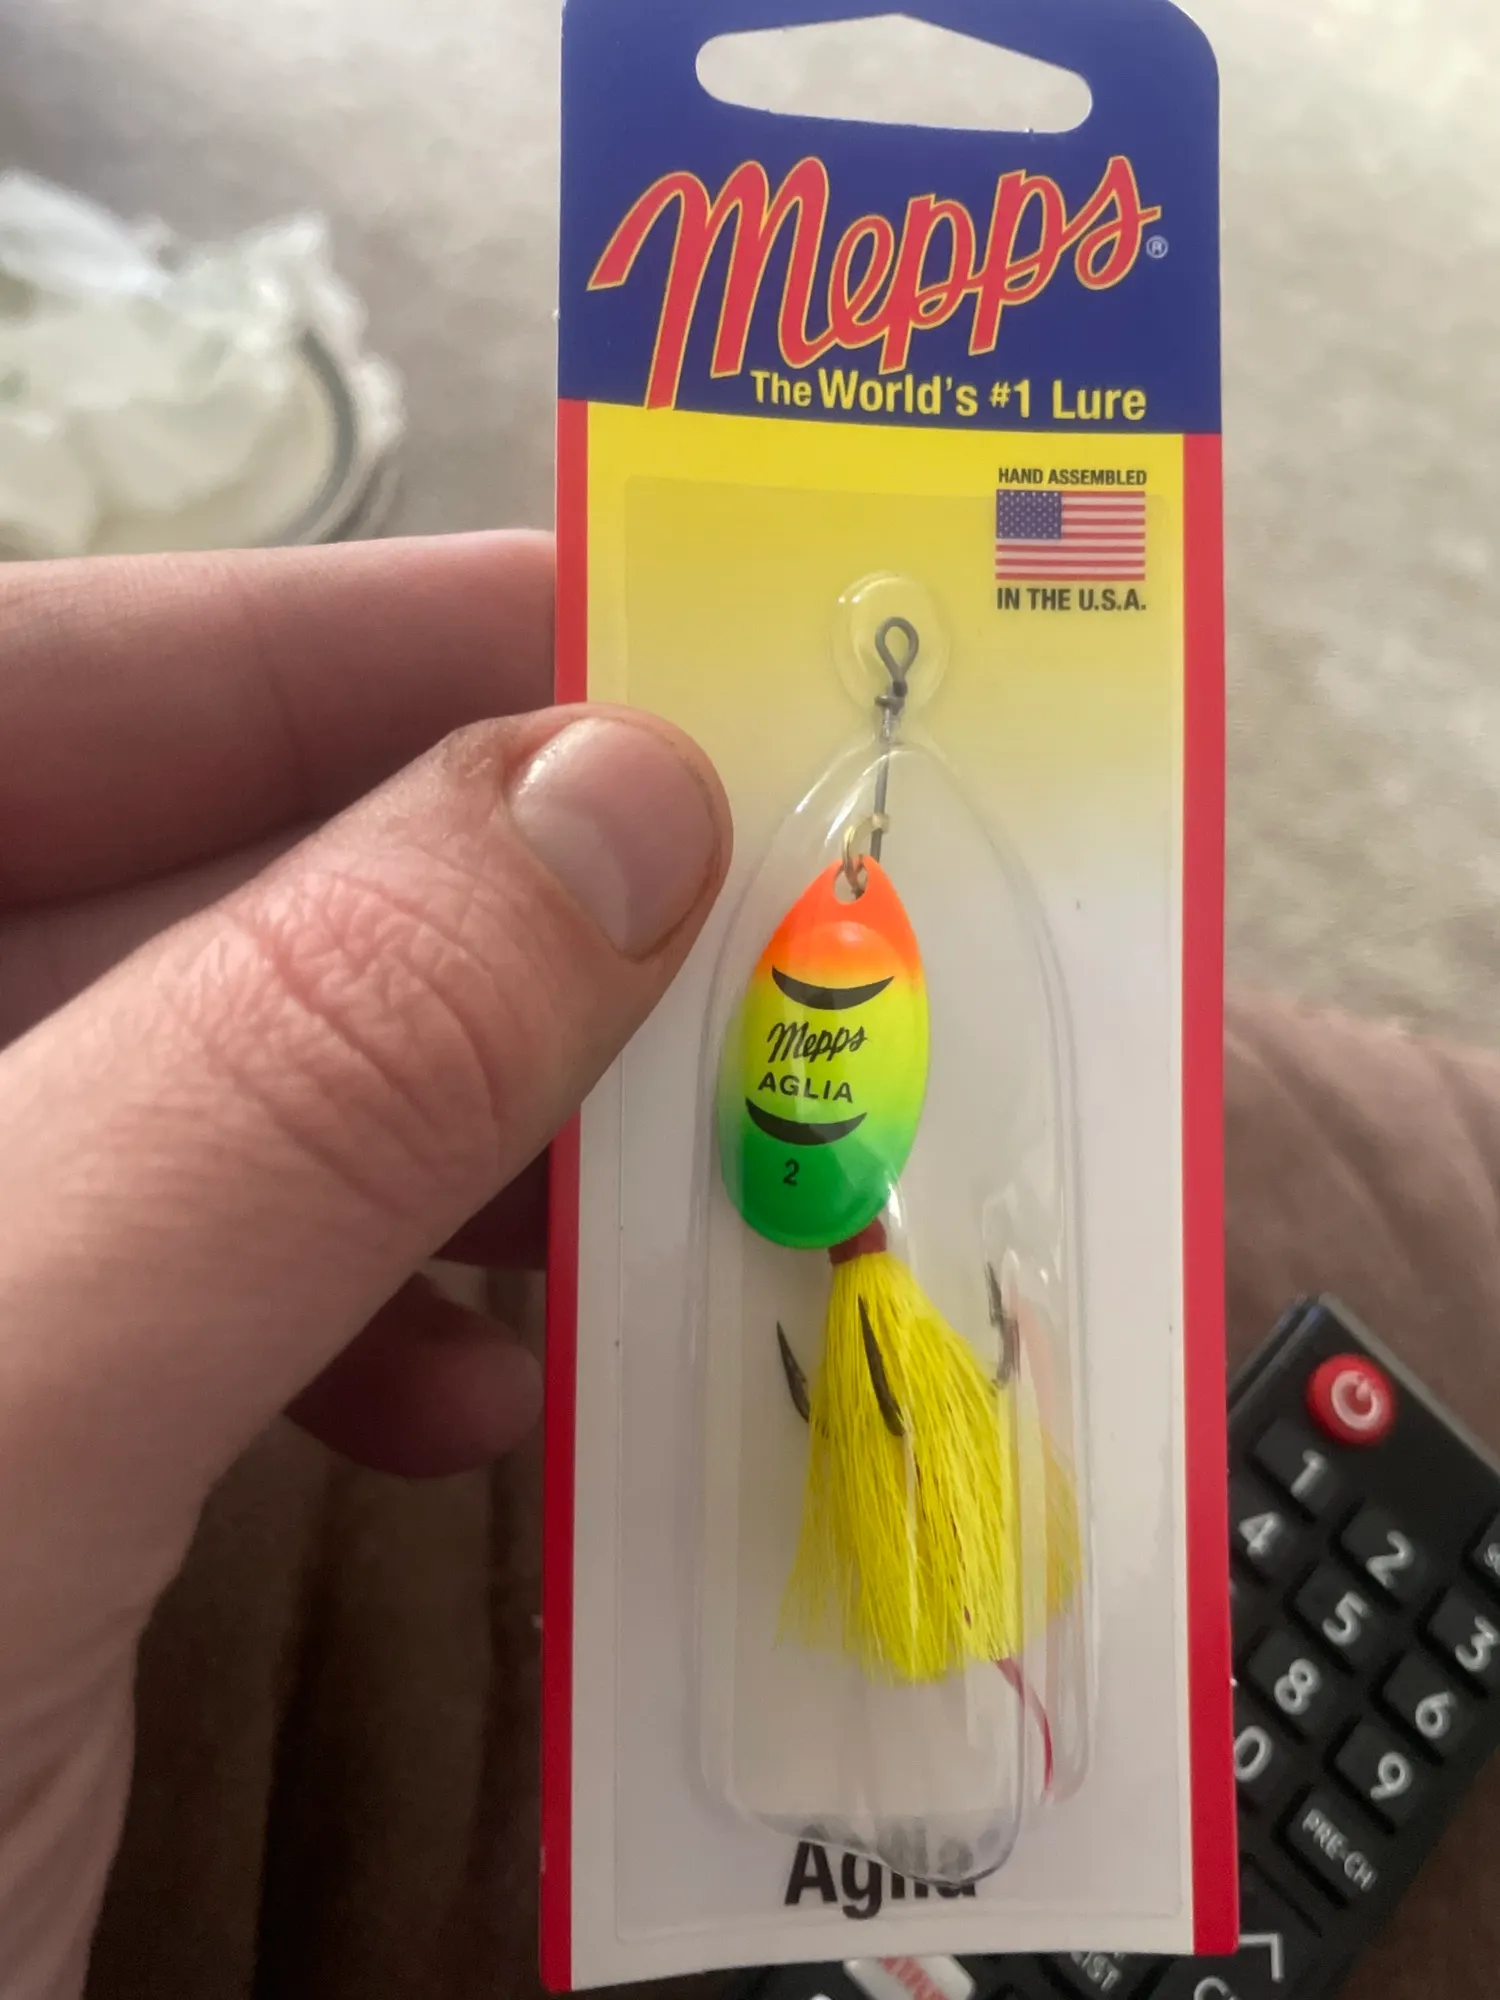 Mepps®
The World's #1 Lure
HAND ASSEMBLED
IN THE U.S.A.
Mepps
AGLIA
2
Aglia
1
2
3
4
5
6
8
9
0
PRE-CH